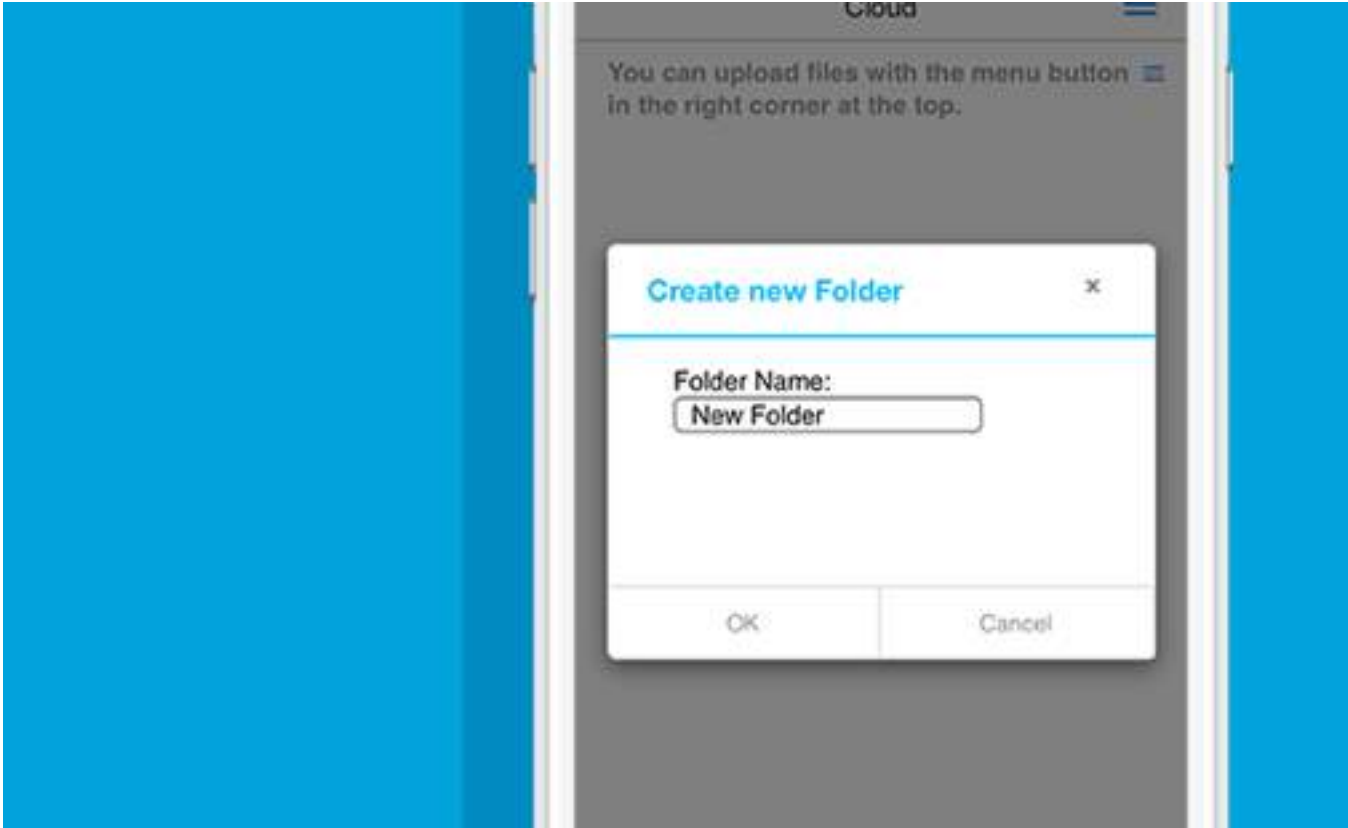 Cloud
You can upload files with the menu button
in the right corner at the top.
Create new Folder
×
Folder Name:
New Folder
OK
Cancel